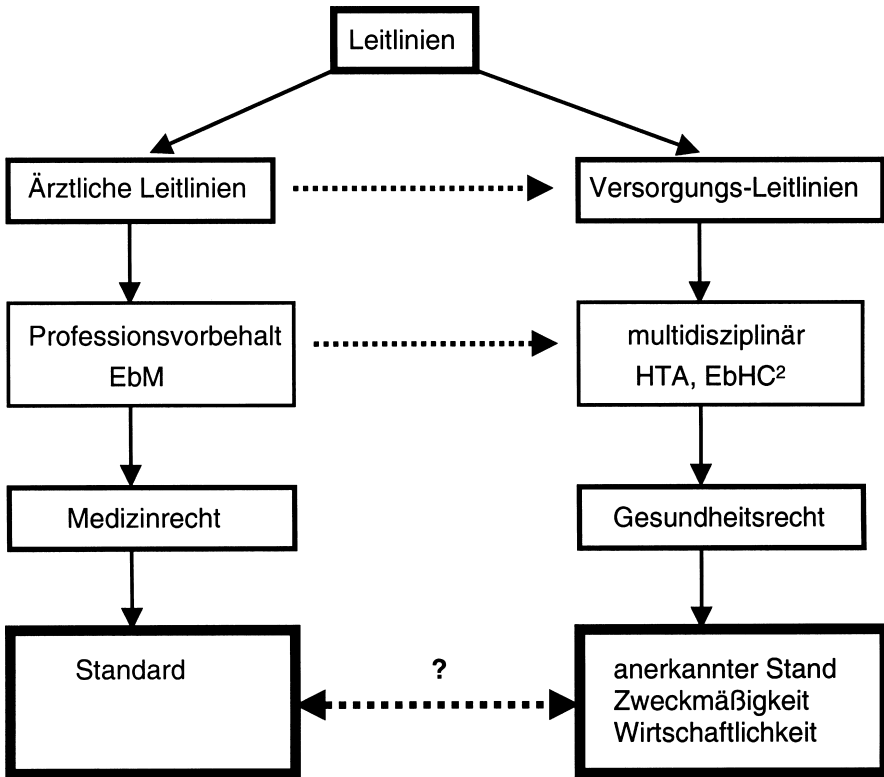 Leitlinien
Ärztliche Leitlinien
Versorgungs-Leitlinien
Professionsvorbehalt
EbM
multidisziplinär
HTA, EbHC²
Medizinrecht
Gesundheitsrecht
Standard
?
anerkannter Stand
Zweckmäßigkeit
Wirtschaftlichkeit